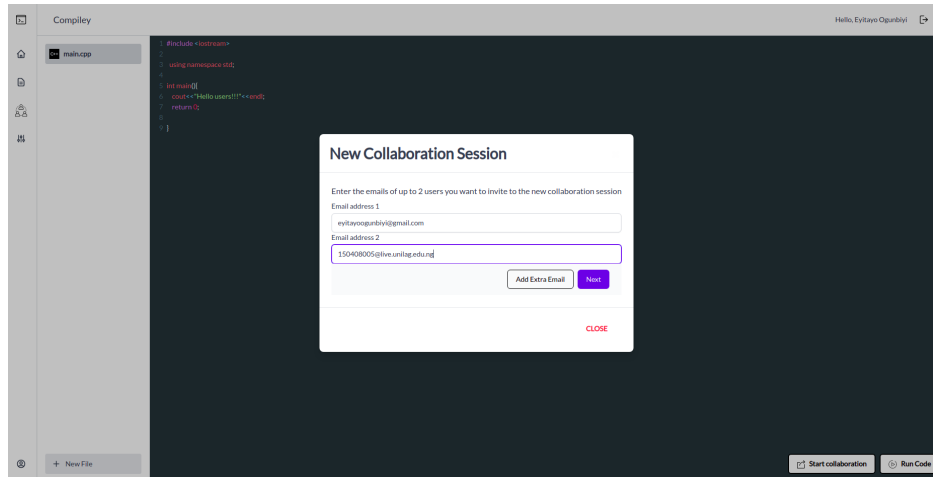 Compiley
Hello, Eyitayo Ogunbiyi
C++ main.cpp
1 #include <iostream>
2
3 using namespace std;
4
5 int main(){
6 cout<<"Hello users!!!"<<endl;
7 return 0;
8
9 }
New Collaboration Session
Enter the emails of up to 2 users you want to invite to the new collaboration session
Email address 1
eyitayoogunbiyi@gmail.com
Email address 2
150408005@live.unilag.edu.ng
Add Extra Email Next
CLOSE
+ New File
Start collaboration
Run Code